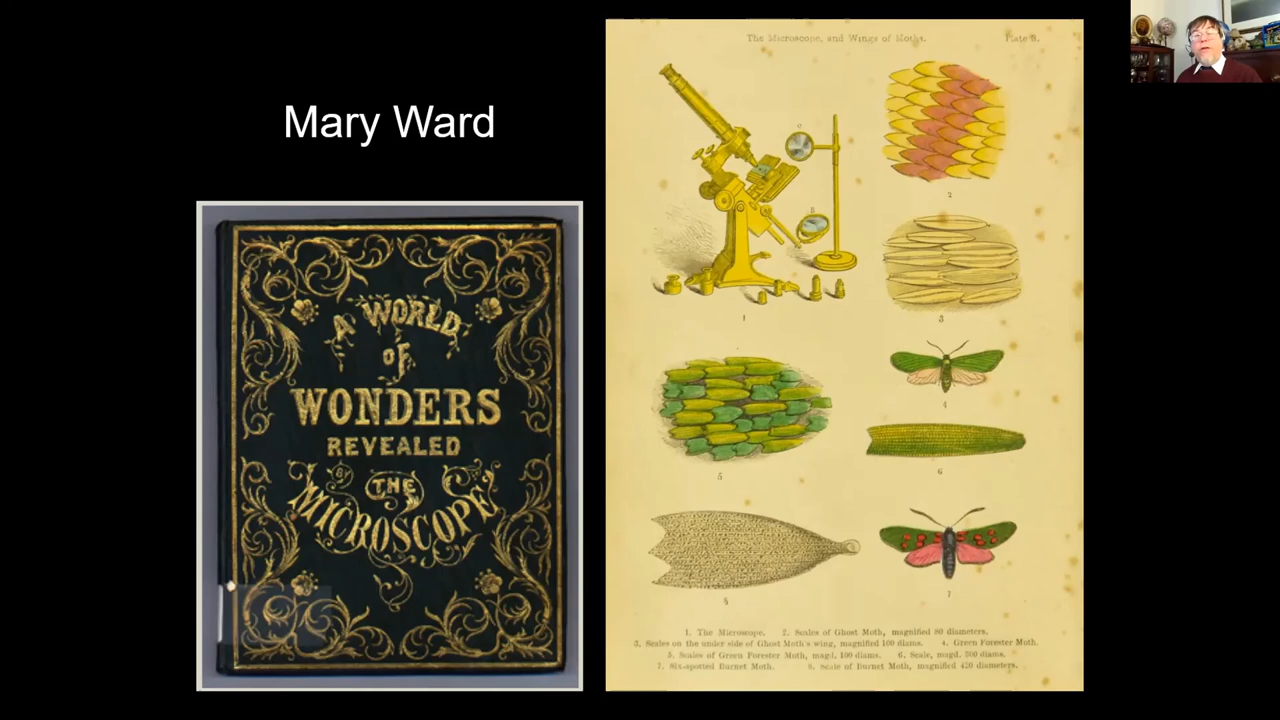 Mary Ward
A WORLD
OF
WONDERS
REVEALED
BY
THE
MICROSCOPE
The Microscope, and Wings of Moths. Plate 3.
1
2
3
4
5
6
7
8
1. The Microscope. 2. Scales of Ghost Moth, magnified 80 diameters.
3. Scales on the under side of Ghost Moth's wing, magnified 100 diams. 4. Green Forester Moth.
5. Scales of Green Forester Moth, magd. 100 diams. 6. Scale, magd. 300 diams.
7. Six-spotted Burnet Moth. 8. Scale of Burnet Moth, magnified 420 diameters.